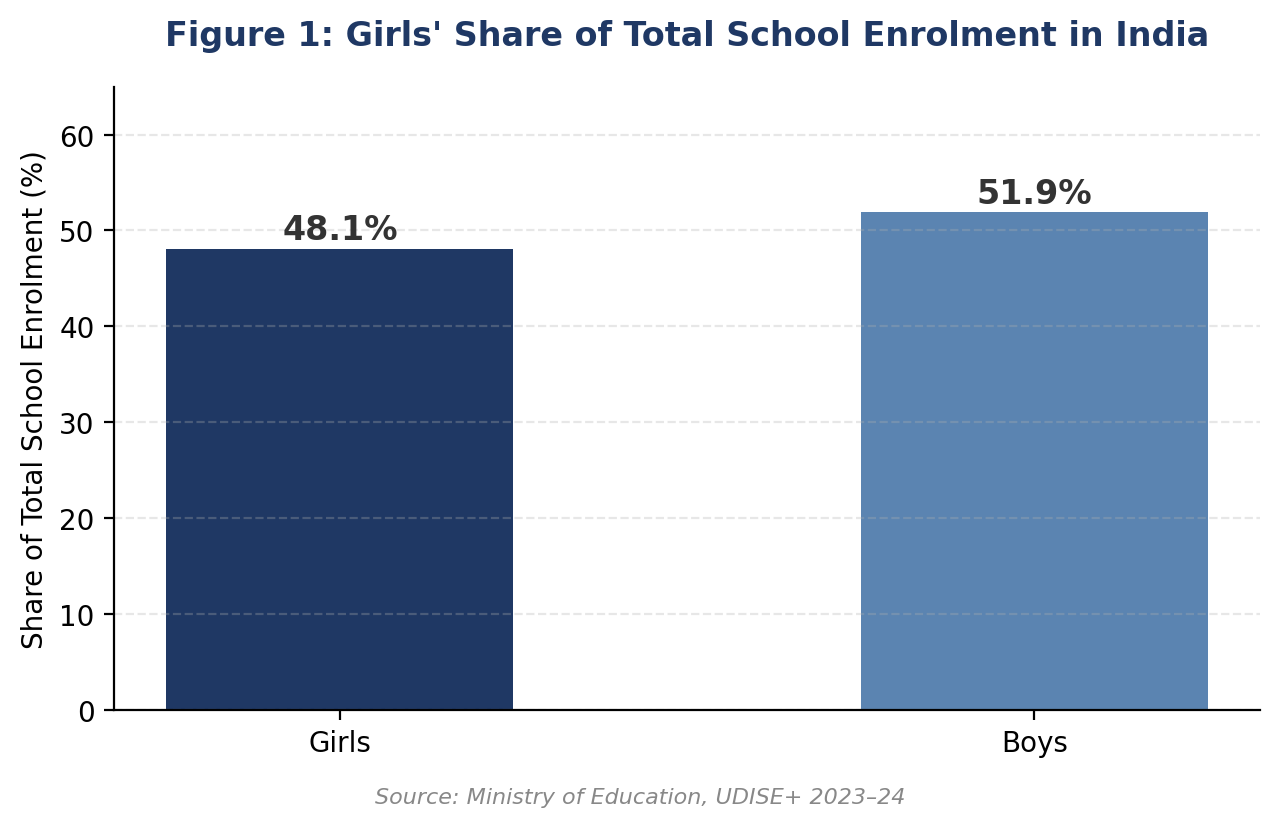 Figure 1: Girls' Share of Total School Enrolment in India
Share of Total School Enrolment (%)
60
50
40
30
20
10
0
48.1%
51.9%
Girls
Boys
Source: Ministry of Education, UDISE+ 2023–24